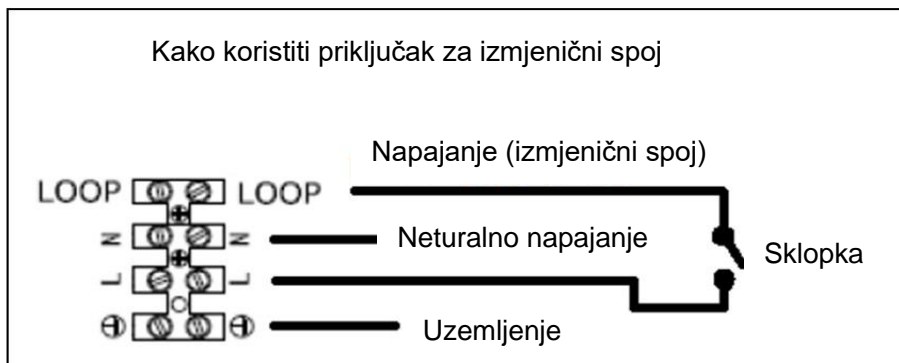 Kako koristiti priključak za izmjenični spoj
Napajanje (izmjenični spoj)
LOOP LOOP
N N Neturalno napajanje
Sklopka
L L
Uzemljenje